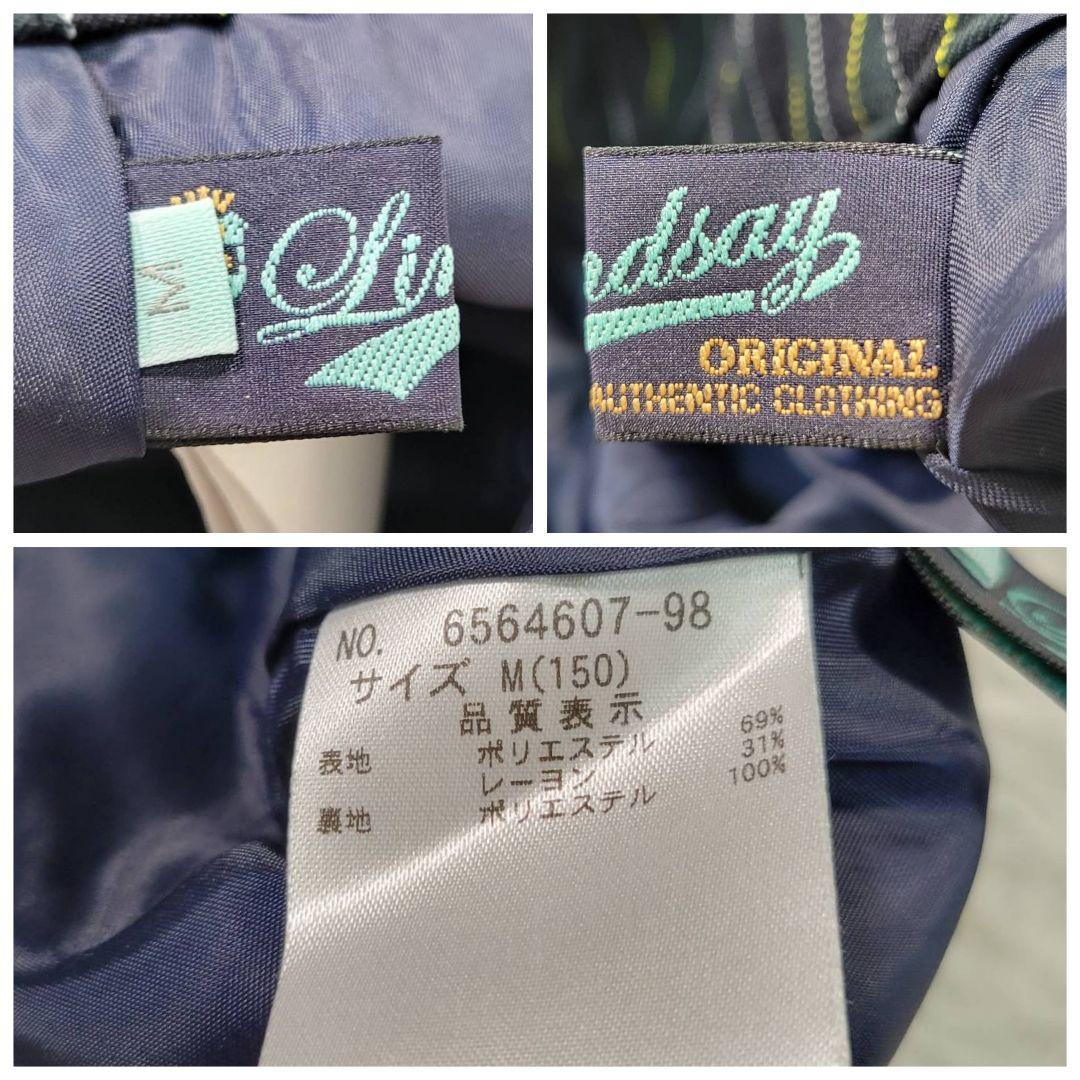 M
Lin
ndsay
ORIGINAL
AUTHENTIC CLOTHING
NO. 6564607-98
サイズ M(150)
品質表示
表地 ポリエステル 69%
レーヨン 31%
裏地 ポリエステル 100%